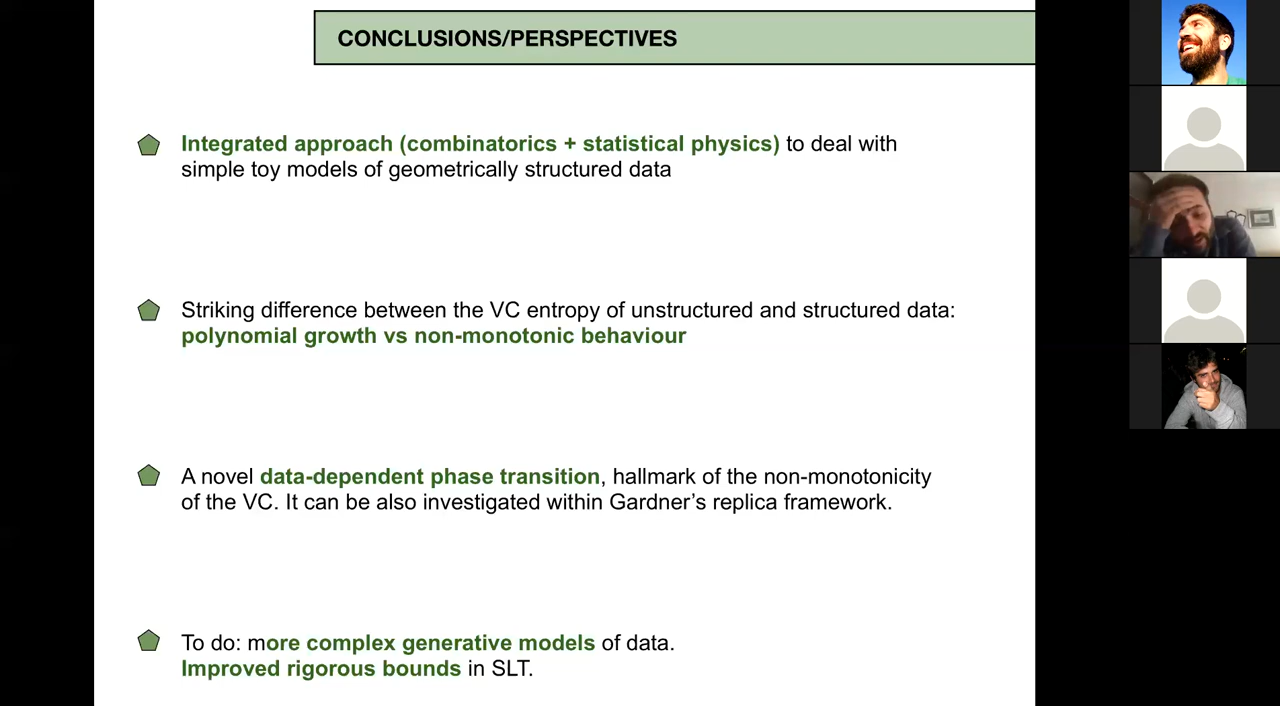 CONCLUSIONS/PERSPECTIVES
Integrated approach (combinatorics + statistical physics) to deal with
simple toy models of geometrically structured data
Striking difference between the VC entropy of unstructured and structured data:
polynomial growth vs non-monotonic behaviour
A novel data-dependent phase transition, hallmark of the non-monotonicity
of the VC. It can be also investigated within Gardner’s replica framework.
To do: more complex generative models of data.
Improved rigorous bounds in SLT.